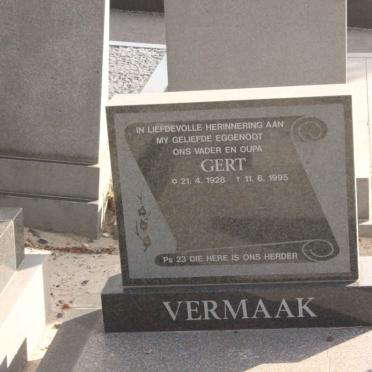 IN LIEFDEVOLLE HERINNERING AAN
MY GELIEFDE EGGENOOT
ONS VADER EN OUPA
GERT
¤ 21. 4. 1928 † 11. 6. 1995
Ps 23 DIE HERE IS ONS HERDER
VERMAAK